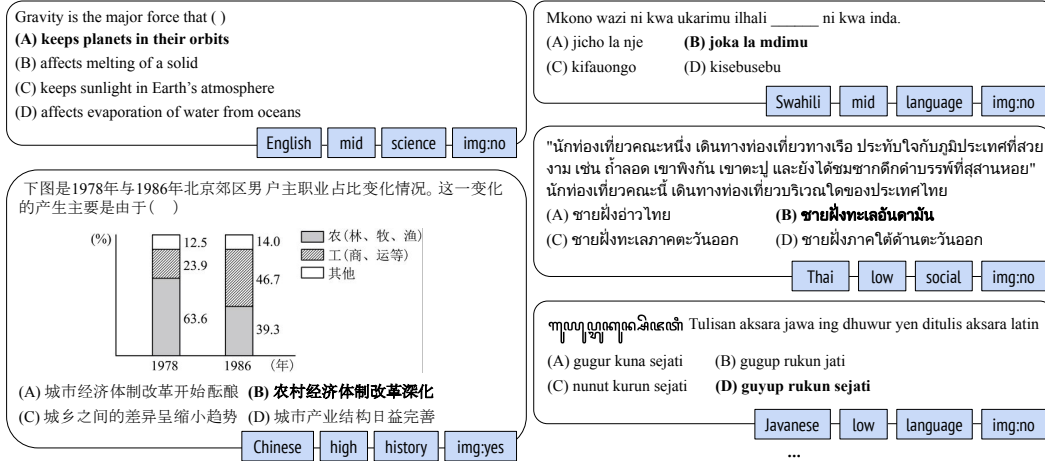 Gravity is the major force that ( )
(A) keeps planets in their orbits
(B) affects melting of a solid
(C) keeps sunlight in Earth's atmosphere
(D) affects evaporation of water from oceans
English mid science img:no
下图是1978年与1986年北京郊区男户主职业占比变化情况。这一变化
的产生主要是由于( )
(%)
12.5 14.0 农(林、牧、渔)
23.9 46.7 工(商、运等)
其他
63.6 39.3
1978 1986 (年)
(A) 城市经济体制改革开始酝酿 (B) 农村经济体制改革深化
(C) 城乡之间的差异呈缩小趋势 (D) 城市产业结构日益完善
Chinese high history img:yes
Mkono wazi ni kwa ukarimu ilhali ______ ni kwa inda.
(A) jicho la nje (B) joka la mdimu
(C) kifauongo (D) kisebusebu
Swahili mid language img:no
"นักท่องเที่ยวคณะหนึ่ง เดินทางท่องเที่ยวทางเรือ ประทับใจกับภูมิประเทศที่สวย
งาม เช่น ถ้ำลอด เขาพิงกัน เขาตะปู และยังได้ชมซากดึกดำบรรพ์ที่สุสานหอย"
นักท่องเที่ยวคณะนี้ เดินทางท่องเที่ยวบริเวณใดของประเทศไทย
(A) ชายฝั่งอ่าวไทย (B) ชายฝั่งทะเลอันดามัน
(C) ชายฝั่งทะเลภาคตะวันออก (D) ชายฝั่งภาคใต้ด้านตะวันออก
Thai low social img:no
Tulisan aksara jawa ing dhuwur yen ditulis aksara latin
(A) gugur kuna sejati (B) gugup rukun jati
(C) nunut kurun sejati (D) guyup rukun sejati
Javanese low language img:no
...